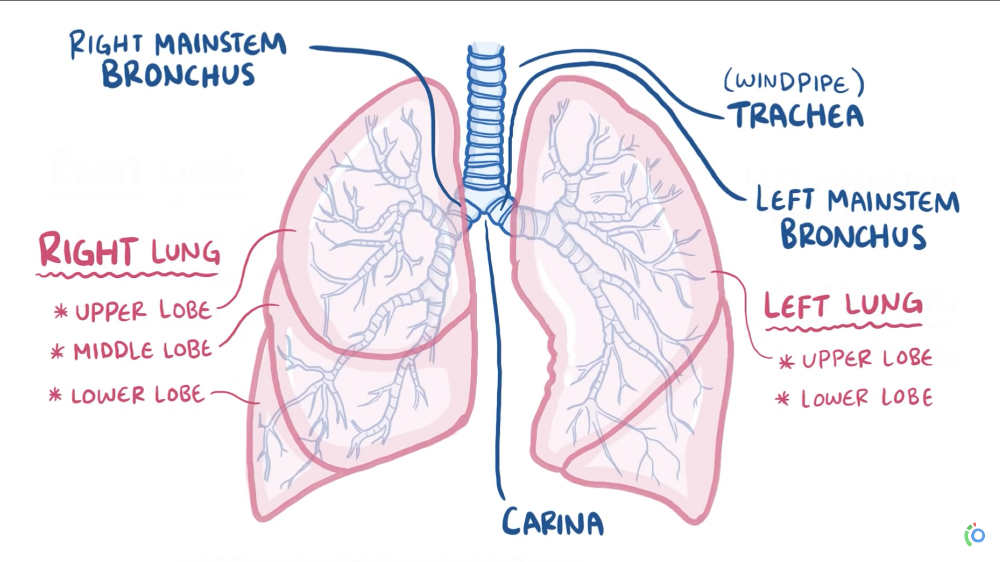 RIGHT MAINSTEM
BRONCHUS
(WINDPIPE)
TRACHEA
LEFT MAINSTEM
BRONCHUS
RIGHT LUNG
* UPPER LOBE
* MIDDLE LOBE
* LOWER LOBE
LEFT LUNG
* UPPER LOBE
* LOWER LOBE
CARINA